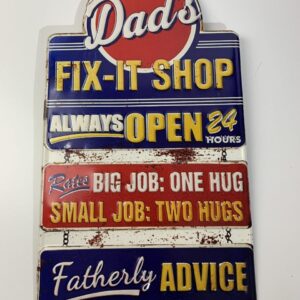 Dad's
FIX-IT SHOP
ALWAYS OPEN 24 HOURS
Rates BIG JOB: ONE HUG
SMALL JOB: TWO HUGS
Fatherly ADVICE